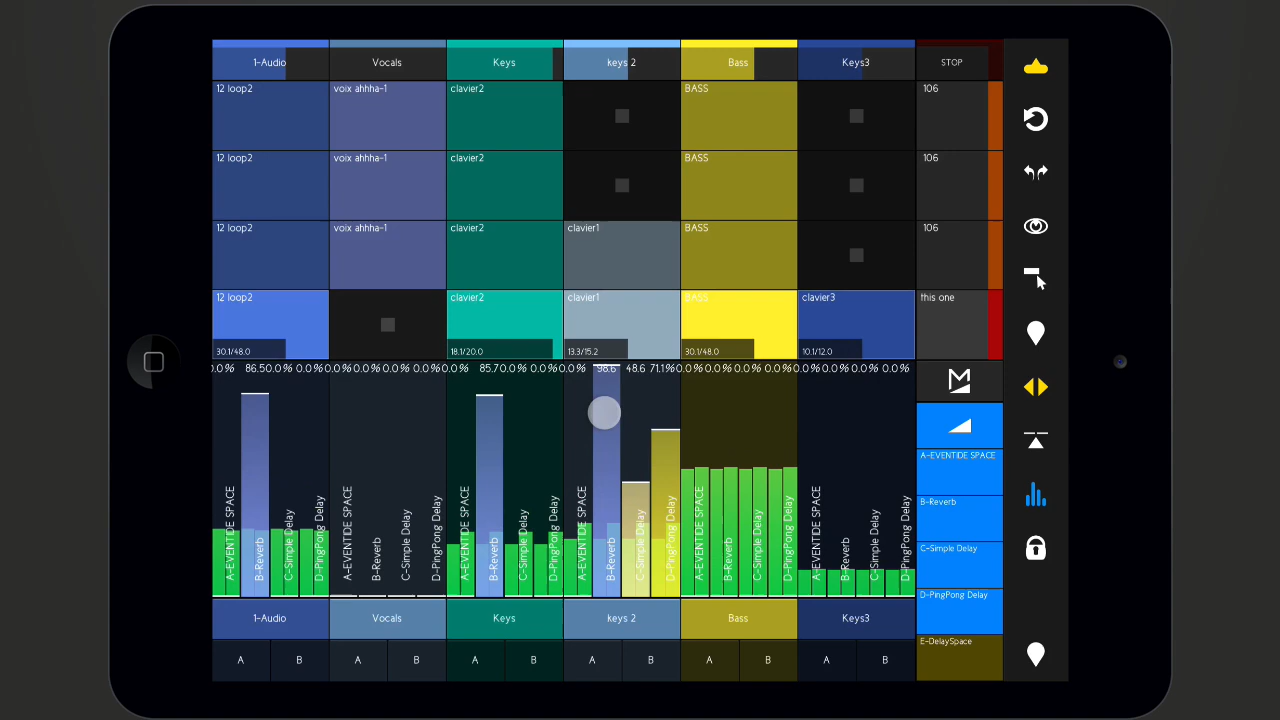 1-Audio Vocals Keys keys 2 Bass Keys3 STOP
12 loop2 voix ahhha-1 clavier2 BASS 106
12 loop2 voix ahhha-1 clavier2 BASS 106
12 loop2 voix ahhha-1 clavier2 clavier1 BASS 106
12 loop2 clavier2 clavier1 BASS clavier3 this one
30.1/48.0 18.1/20.0 13.3/15.2 30.1/48.0 10.1/12.0
0.0 % 86.5 0.0 % 0.0 % 0.0 % 0.0 % 0.0 % 0.0 % 0.0 % 85.7 0.0 % 0.0 % 0.0 % 98.6 48.6 71.1% 0.0 % 0.0 % 0.0 % 0.0 % 0.0 % 0.0 % 0.0 % 0.0 %
A-EVENTIDE SPACE
B-Reverb
C-Simple Delay
D-PingPong Delay
A-EVENTIDE SPACE
B-Reverb
C-Simple Delay
D-PingPong Delay
A-EVENTIDE SPACE
B-Reverb
C-Simple Delay
D-PingPong Delay
A-EVENTIDE SPACE
B-Reverb
C-Simple Delay
D-PingPong Delay
A-EVENTIDE SPACE
B-Reverb
C-Simple Delay
D-PingPong Delay
A-EVENTIDE SPACE
B-Reverb
C-Simple Delay
D-PingPong Delay
A-EVENTIDE SPACE
B-Reverb
C-Simple Delay
D-PingPong Delay
E-DelaySpace
1-Audio Vocals Keys keys 2 Bass Keys3
A B A B A B A B A B A B